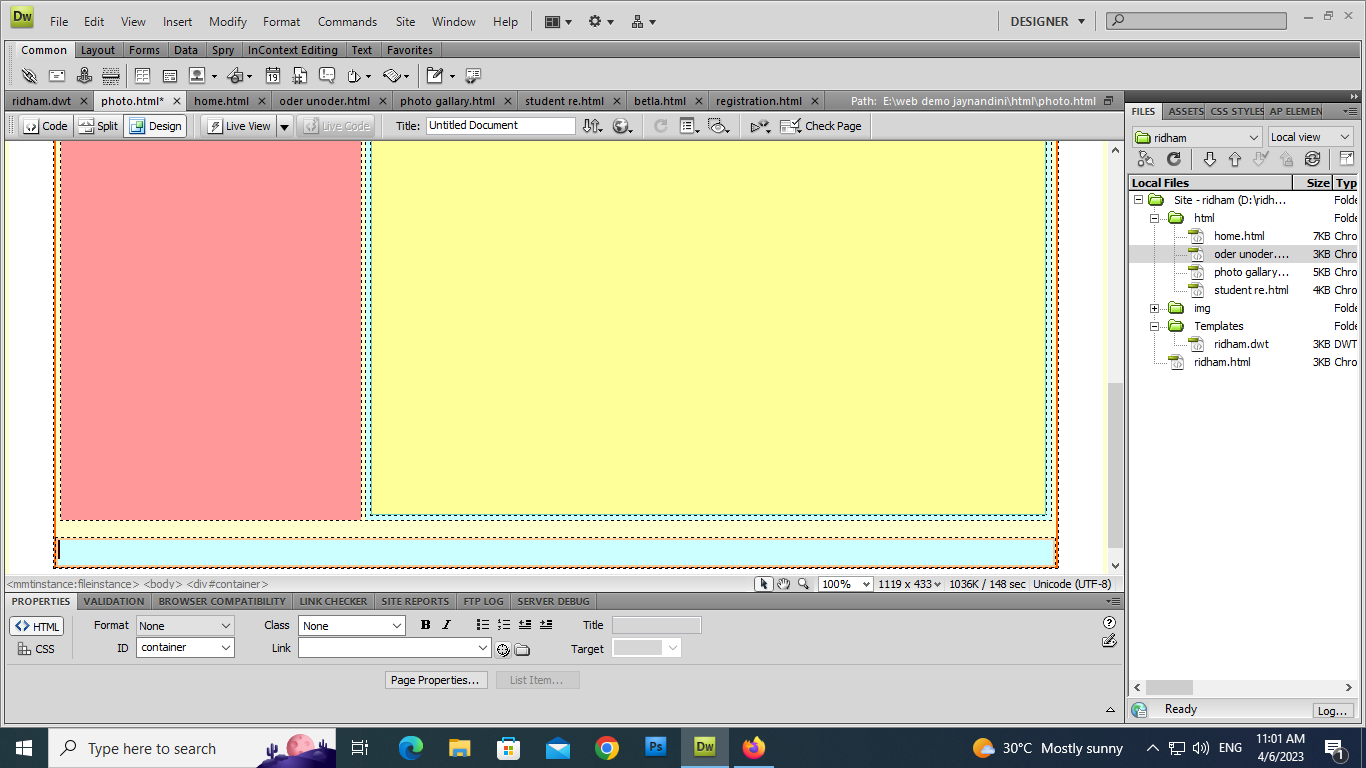 Dw File Edit View Insert Modify Format Commands Site Window Help DESIGNER
Common Layout Forms Data Spry InContext Editing Text Favorites
19
ridham.dwt photo.html* home.html oder unoder.html photo gallary.html student re.html betla.html registration.html Path: E:\web demo jaynandini\html\photo.html
Code Split Design Live View Live Code Title: Untitled Document Check Page
FILES ASSETS CSS STYLES AP ELEMEN
ridham Local view
Local Files Size Typ
Site - ridham (D:\ridh... Folde
html Folde
home.html 7KB Chro
oder unoder.... 3KB Chro
photo gallary... 5KB Chro
student re.html 4KB Chro
img Folde
Templates Folde
ridham.dwt 3KB DWT
ridham.html 3KB Chro
<mmtinstance:fileinstance> <body> <div#container> 100% 1119 x 433 1036K / 148 sec Unicode (UTF-8)
PROPERTIES VALIDATION BROWSER COMPATIBILITY LINK CHECKER SITE REPORTS FTP LOG SERVER DEBUG
<> HTML Format None Class None B I Title
CSS ID container Link Target
Page Properties... List Item...
Ready Log...
Type here to search Ps Dw 30°C Mostly sunny ENG 11:01 AM
4/6/2023 1